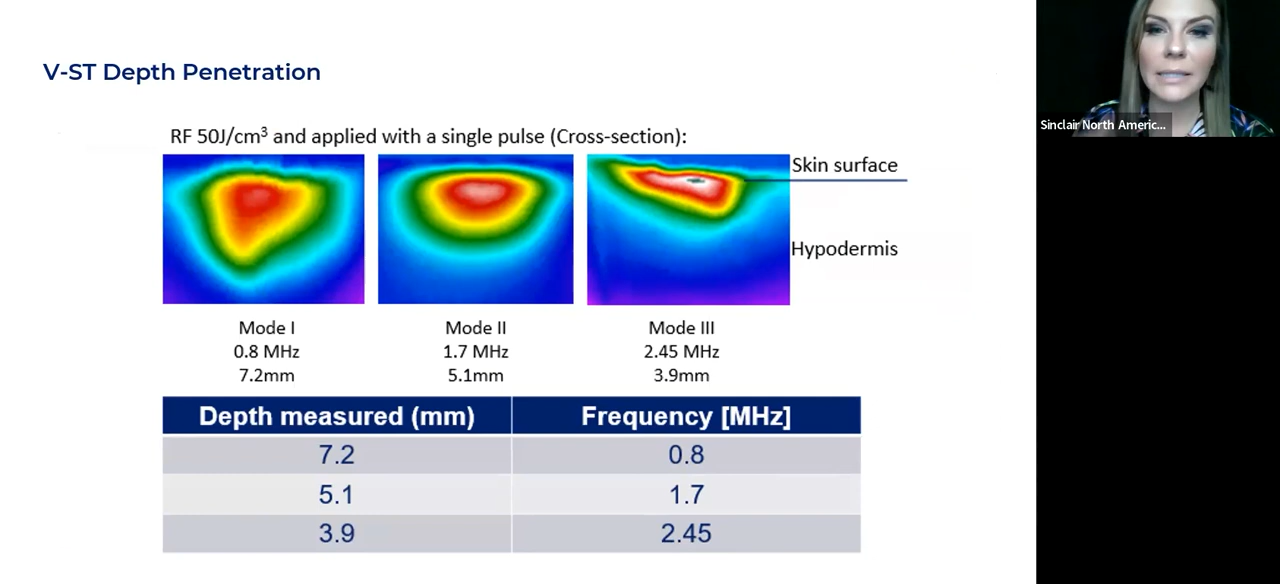 V-ST Depth Penetration
RF 50J/cm³ and applied with a single pulse (Cross-section):
Skin surface
Hypodermis
Mode I
0.8 MHz
7.2mm
Mode II
1.7 MHz
5.1mm
Mode III
2.45 MHz
3.9mm
Depth measured (mm) Frequency [MHz]
7.2 0.8
5.1 1.7
3.9 2.45
Sinclair North Americ...